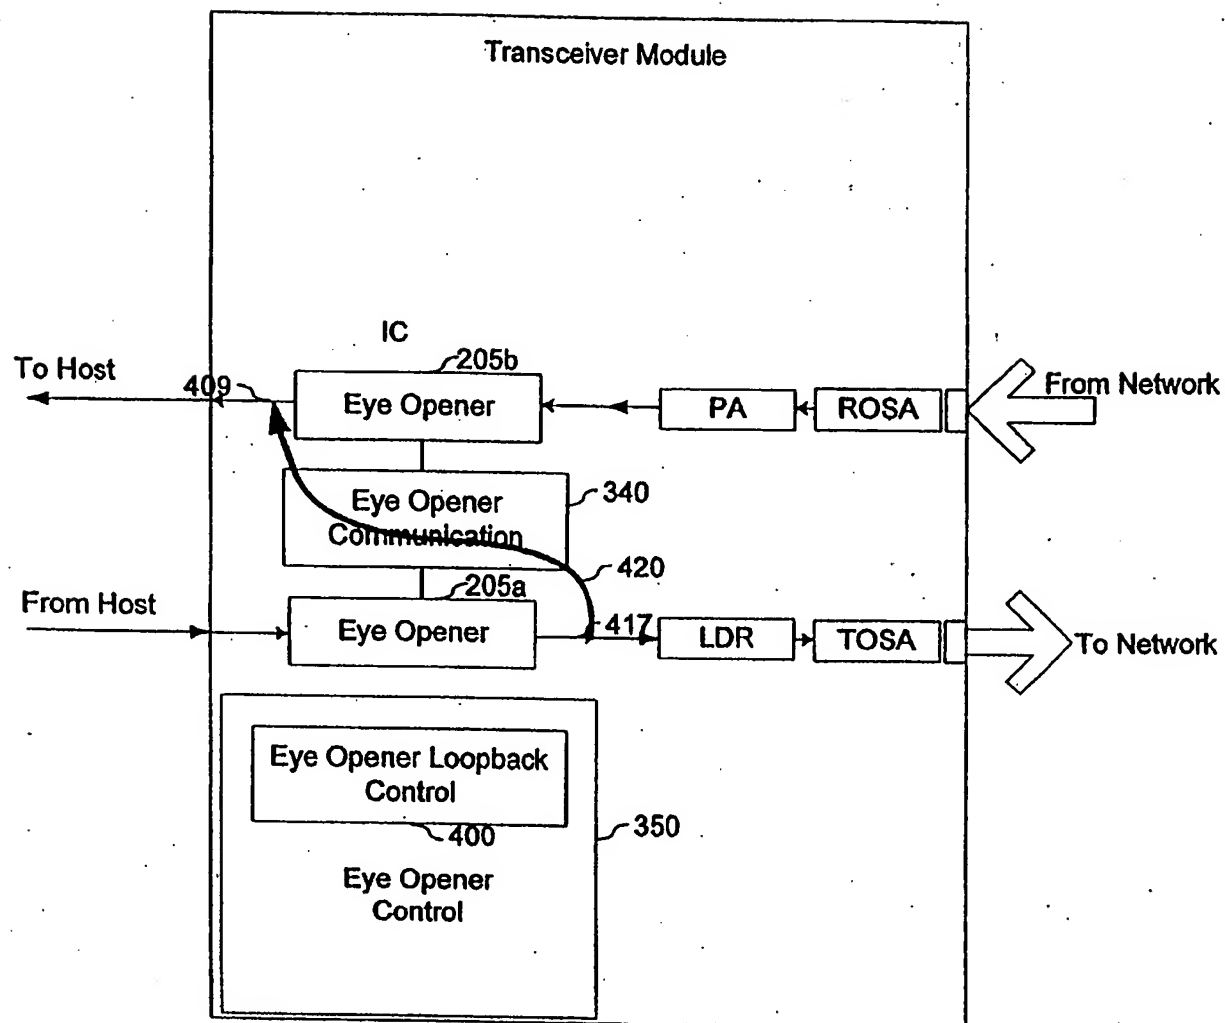 Transceiver Module
IC
To Host
409
205b
Eye Opener
PA
ROSA
From Network
Eye Opener
Communication
340
420
From Host
205a
Eye Opener
417
LDR
TOSA
To Network
Eye Opener Loopback
Control
400
350
Eye Opener
Control